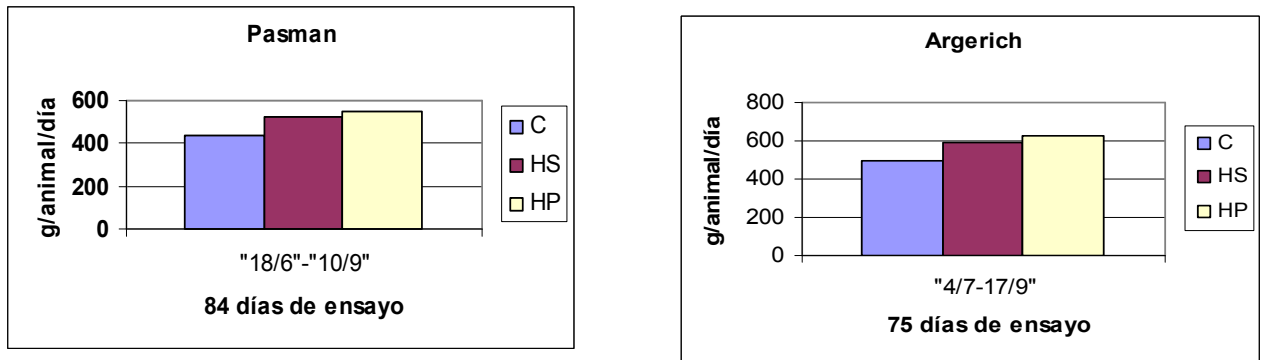 Pasman
g/animal/día
600
400
200
0
C
HS
HP
"18/6"-"10/9"
84 días de ensayo
Argerich
g/animal/día
800
600
400
200
0
C
HS
HP
"4/7-17/9"
75 días de ensayo